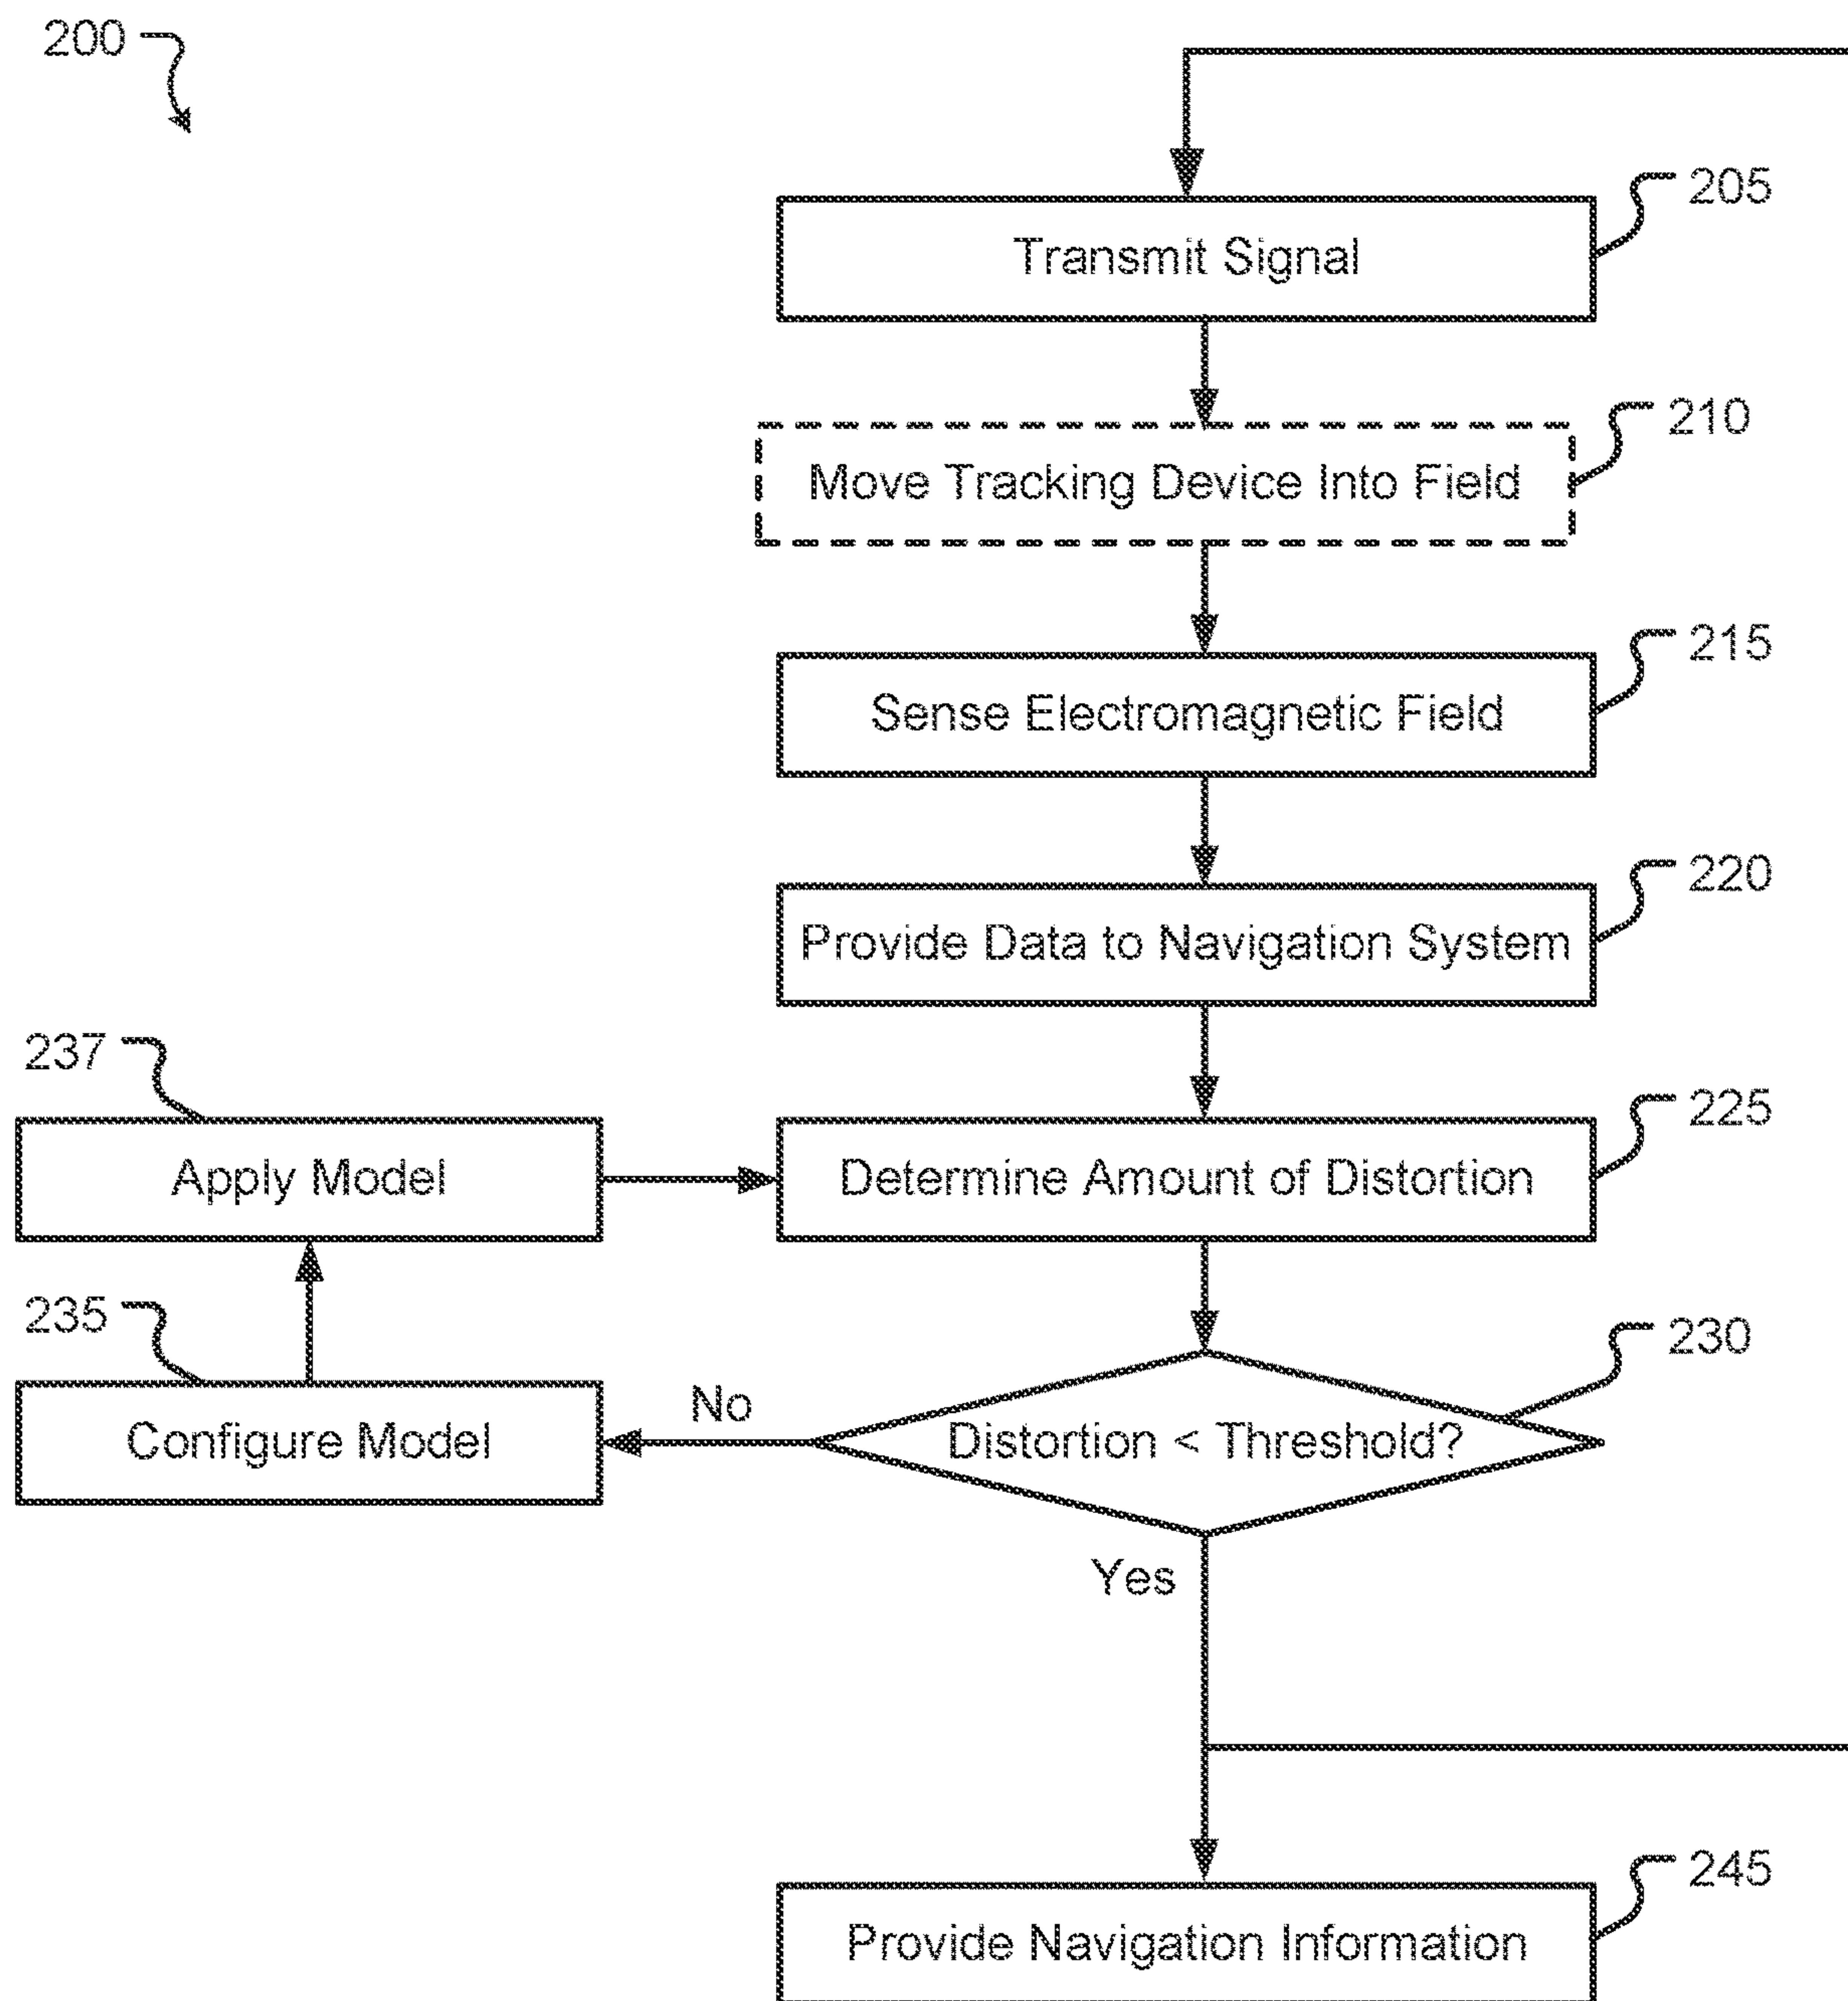 200
205
Transmit Signal
210
Move Tracking Device Into Field
215
Sense Electromagnetic Field
220
Provide Data to Navigation System
237
225
Apply Model
Determine Amount of Distortion
235
230
No
Configure Model
Distortion < Threshold?
Yes
245
Provide Navigation Information